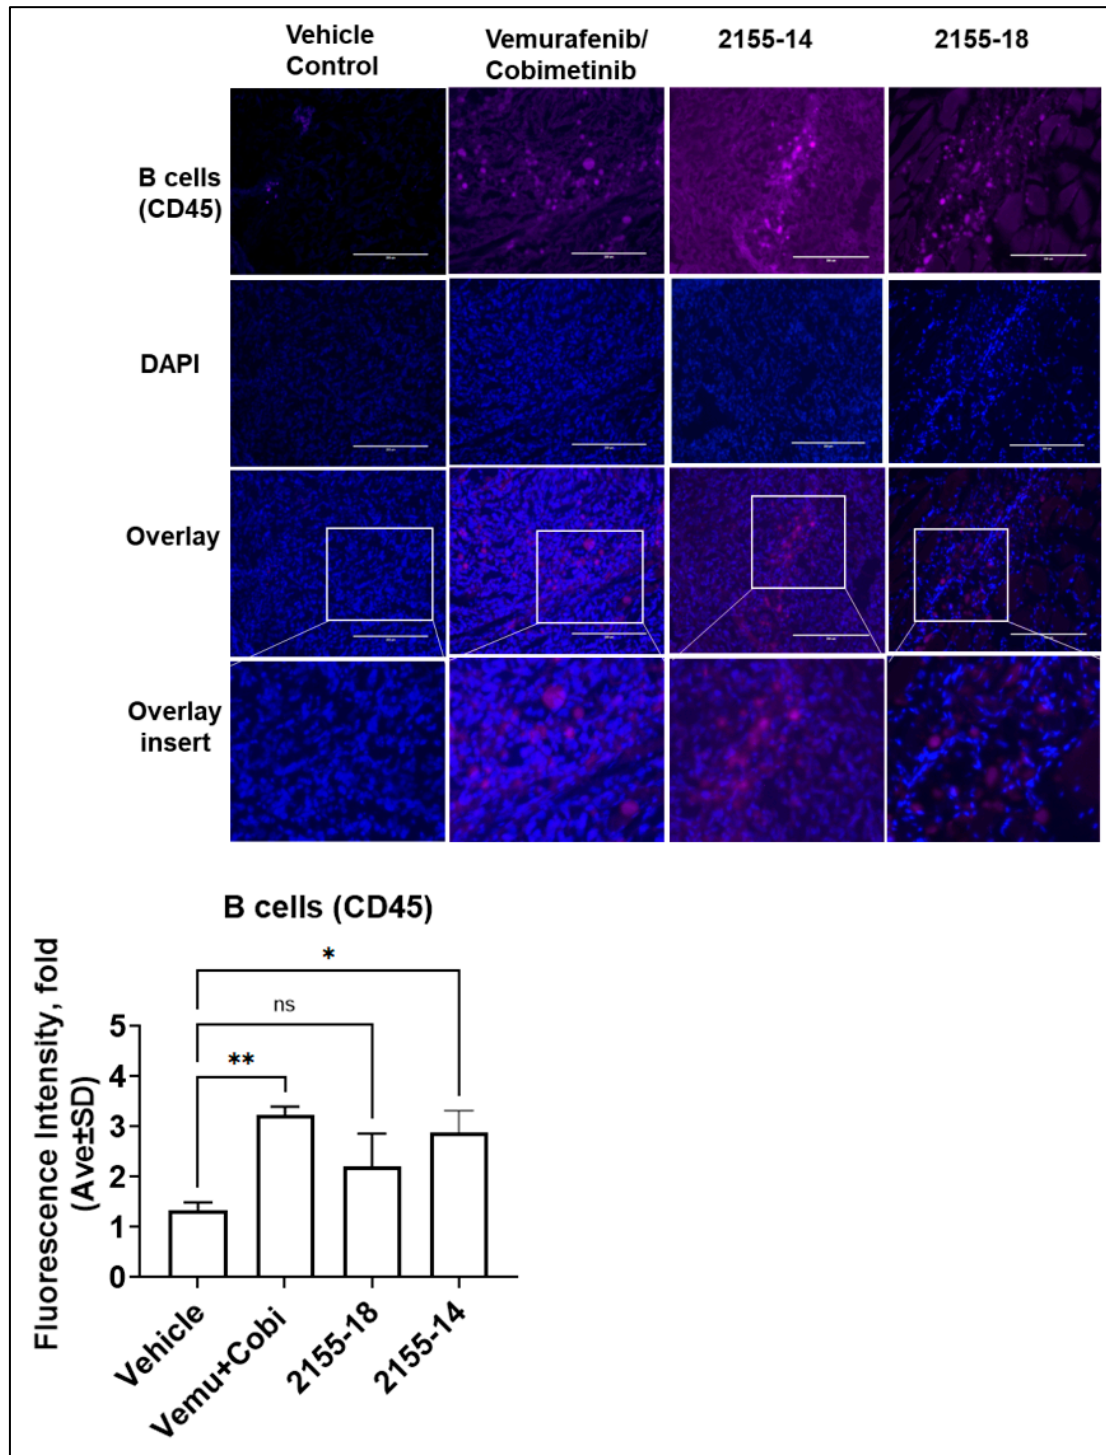 Vehicle
Control
Vemurafenib/
Cobimetinib
2155-14
2155-18
B cells
(CD45)
DAPI
Overlay
Overlay
insert
B cells (CD45)
*
ns
**
Fluorescence Intensity, fold
(Ave±SD)
5
4
3
2
1
0
Vehicle
Vemu+Cobi
2155-18
2155-14